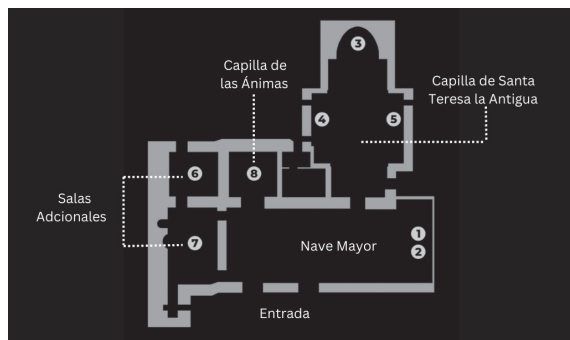 3
Capilla de
las Ánimas
Capilla de Santa
Teresa la Antigua
4
5
6
8
Salas
Adcionales
7
Nave Mayor
1
2
Entrada